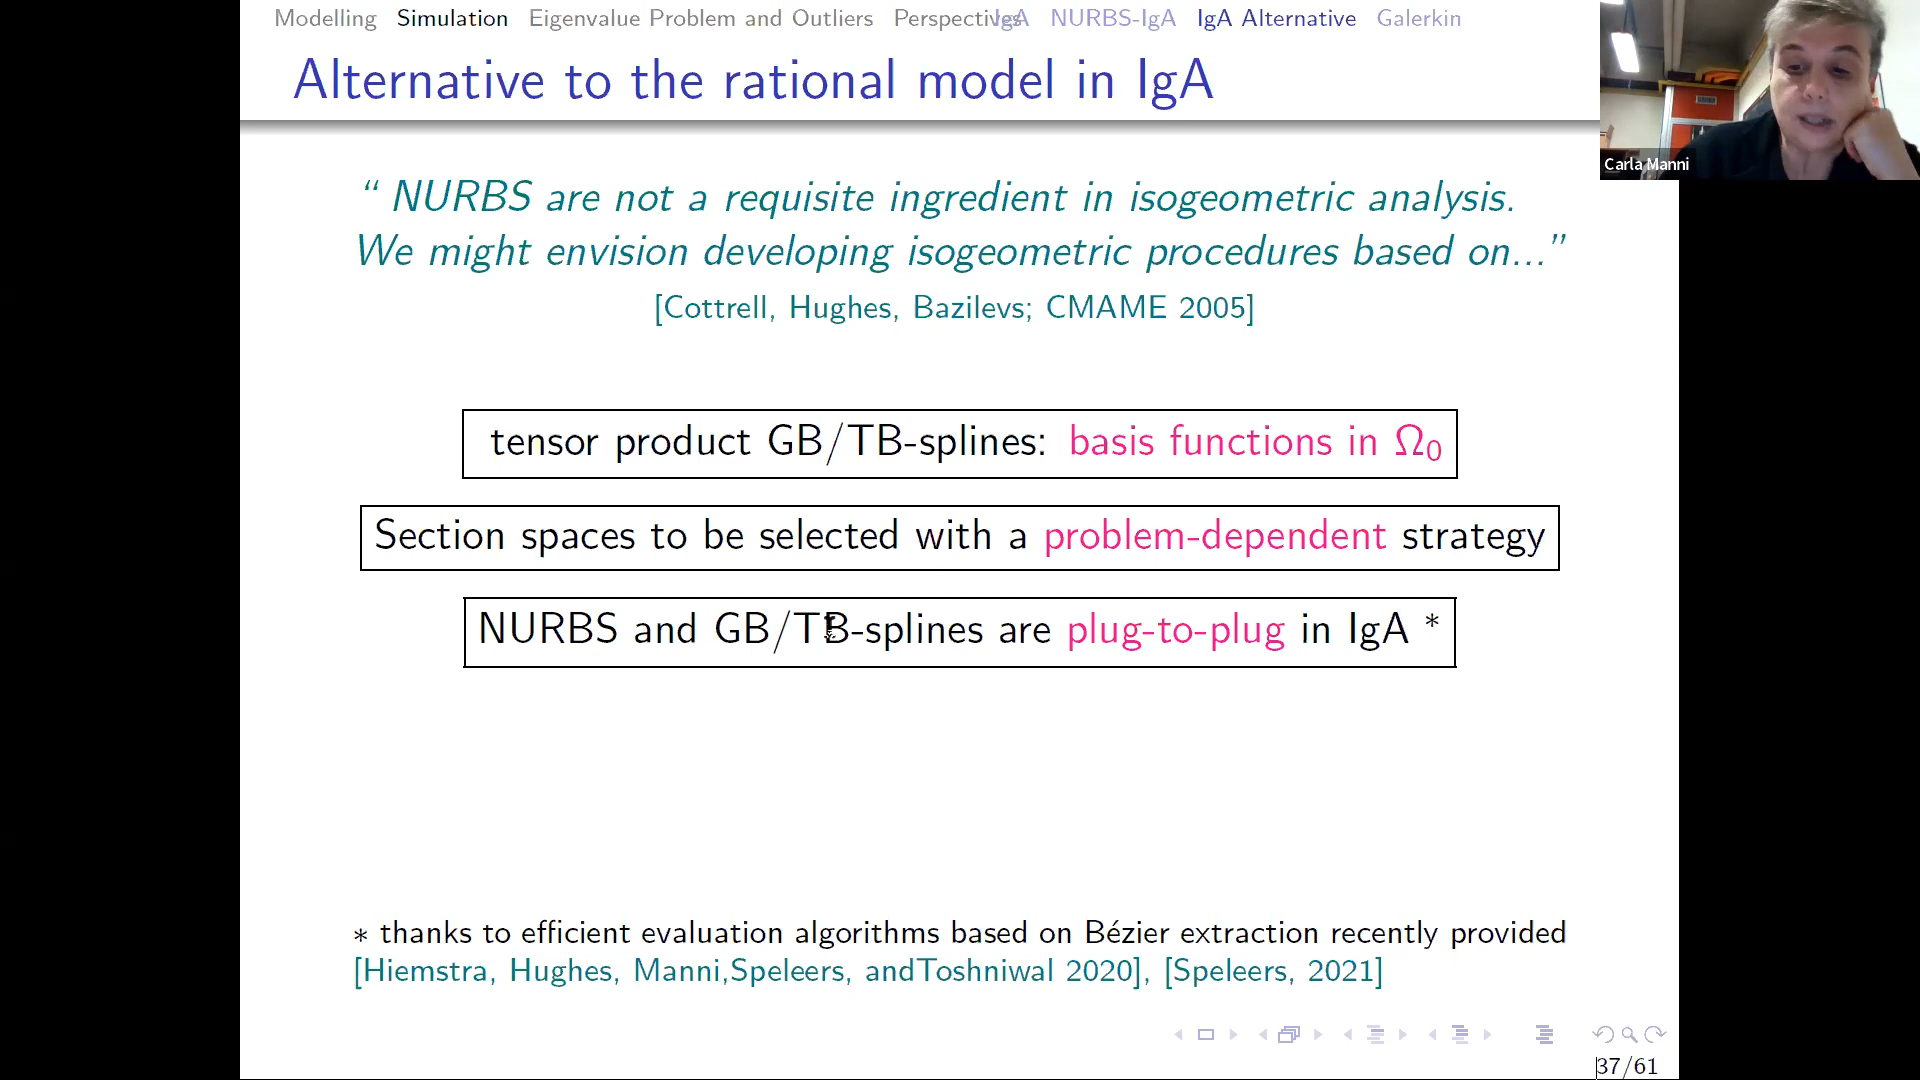 Modelling Simulation Eigenvalue Problem and Outliers Perspectives IgA NURBS-IgA IgA Alternative Galerkin
Alternative to the rational model in IgA
Carla Manni
“ NURBS are not a requisite ingredient in isogeometric analysis.
We might envision developing isogeometric procedures based on...”
[Cottrell, Hughes, Bazilevs; CMAME 2005]
tensor product GB/TB-splines: basis functions in Ω₀
Section spaces to be selected with a problem-dependent strategy
NURBS and GB/TB-splines are plug-to-plug in IgA *
* thanks to efficient evaluation algorithms based on Bézier extraction recently provided
[Hiemstra, Hughes, Manni,Speleers, andToshniwal 2020], [Speleers, 2021]
37/61